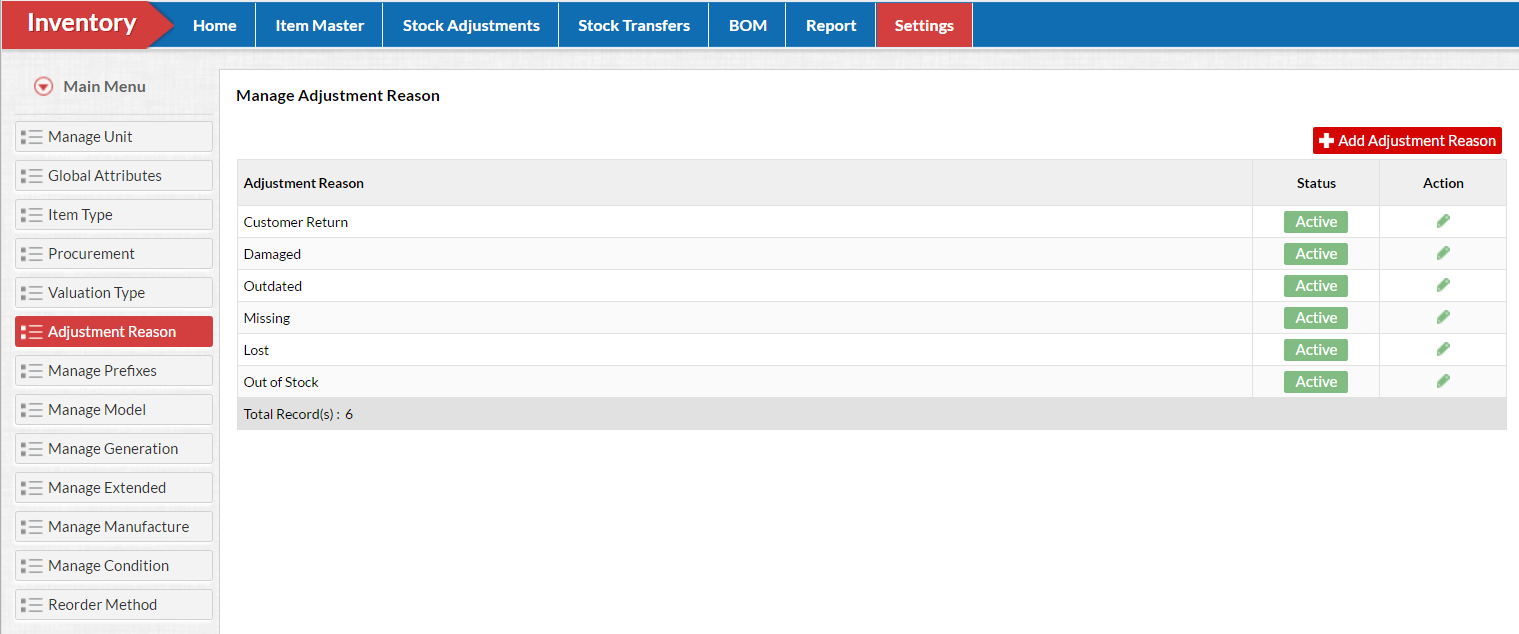 Inventory Home Item Master Stock Adjustments Stock Transfers BOM Report Settings
Main Menu
Manage Unit
Global Attributes
Item Type
Procurement
Valuation Type
Adjustment Reason
Manage Prefixes
Manage Model
Manage Generation
Manage Extended
Manage Manufacture
Manage Condition
Reorder Method
Manage Adjustment Reason
Add Adjustment Reason
Adjustment Reason Status Action
Customer Return Active
Damaged Active
Outdated Active
Missing Active
Lost Active
Out of Stock Active
Total Record(s) : 6